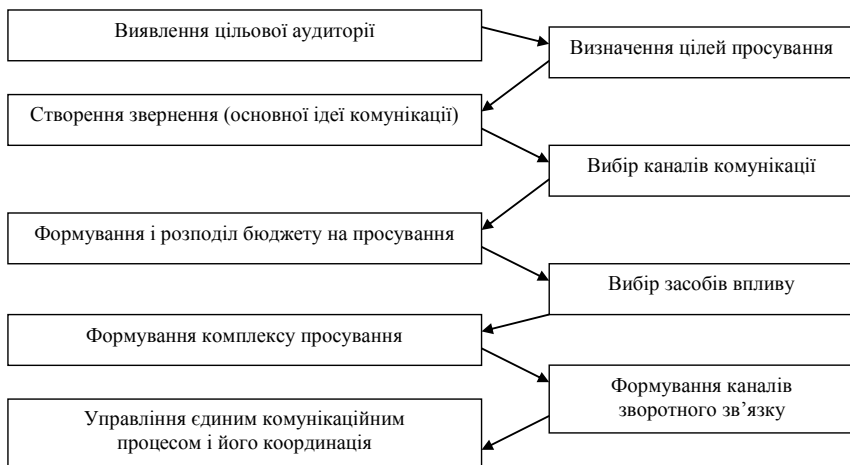 Виявлення цільової аудиторії
Визначення цілей просування
Створення звернення (основної ідеї комунікації)
Вибір каналів комунікації
Формування і розподіл бюджету на просування
Вибір засобів впливу
Формування комплексу просування
Формування каналів
зворотного зв’язку
Управління єдиним комунікаційним
процесом і його координація